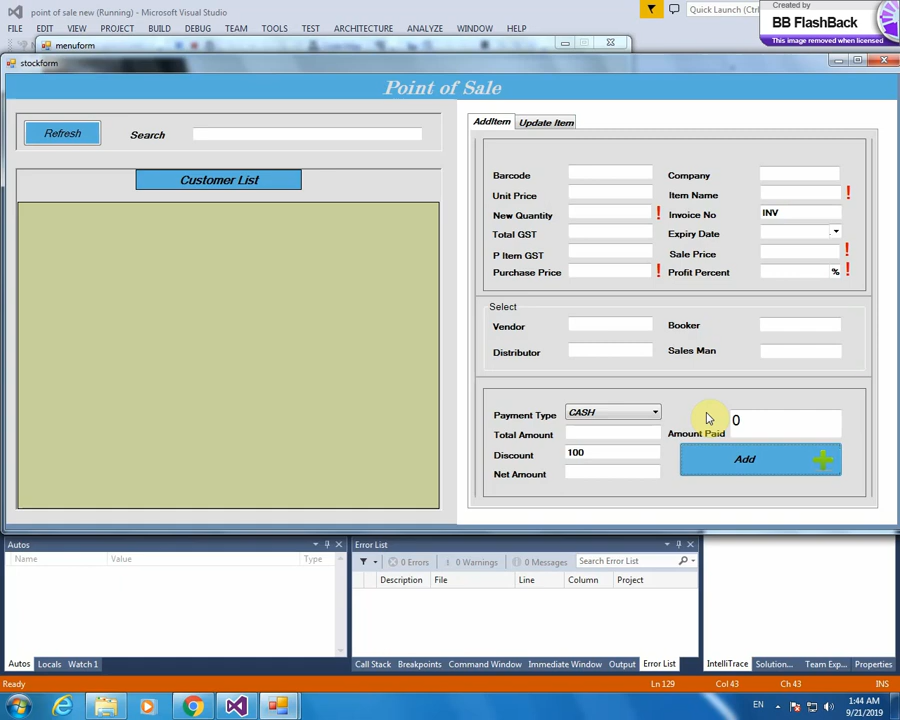 point of sale new (Running) - Microsoft Visual Studio
Quick Launch (Ctrl
Created by
BB FlashBack
This image removed when licensed
FILE EDIT VIEW PROJECT BUILD DEBUG TEAM TOOLS TEST ARCHITECTURE ANALYZE WINDOW HELP
menuform
stockform
Point of Sale
Refresh
Search
Customer List
AddItem
Update Item
Barcode
Company
Unit Price
Item Name !
New Quantity !
Invoice No INV
Total GST
Expiry Date
P Item GST
Sale Price !
Purchase Price !
Profit Percent % !
Select
Vendor
Booker
Distributor
Sales Man
Payment Type CASH
0
Total Amount
Amount Paid
Discount 100
Add
Net Amount
Autos
Name Value Type
Error List
0 Errors 0 Warnings 0 Messages Search Error List
Description File Line Column Project
Autos Locals Watch 1
Call Stack Breakpoints Command Window Immediate Window Output Error List
IntelliTrace Solution... Team Exp... Properties
Ready Ln 129 Col 43 Ch 43 INS
EN
1:44 AM
9/21/2019